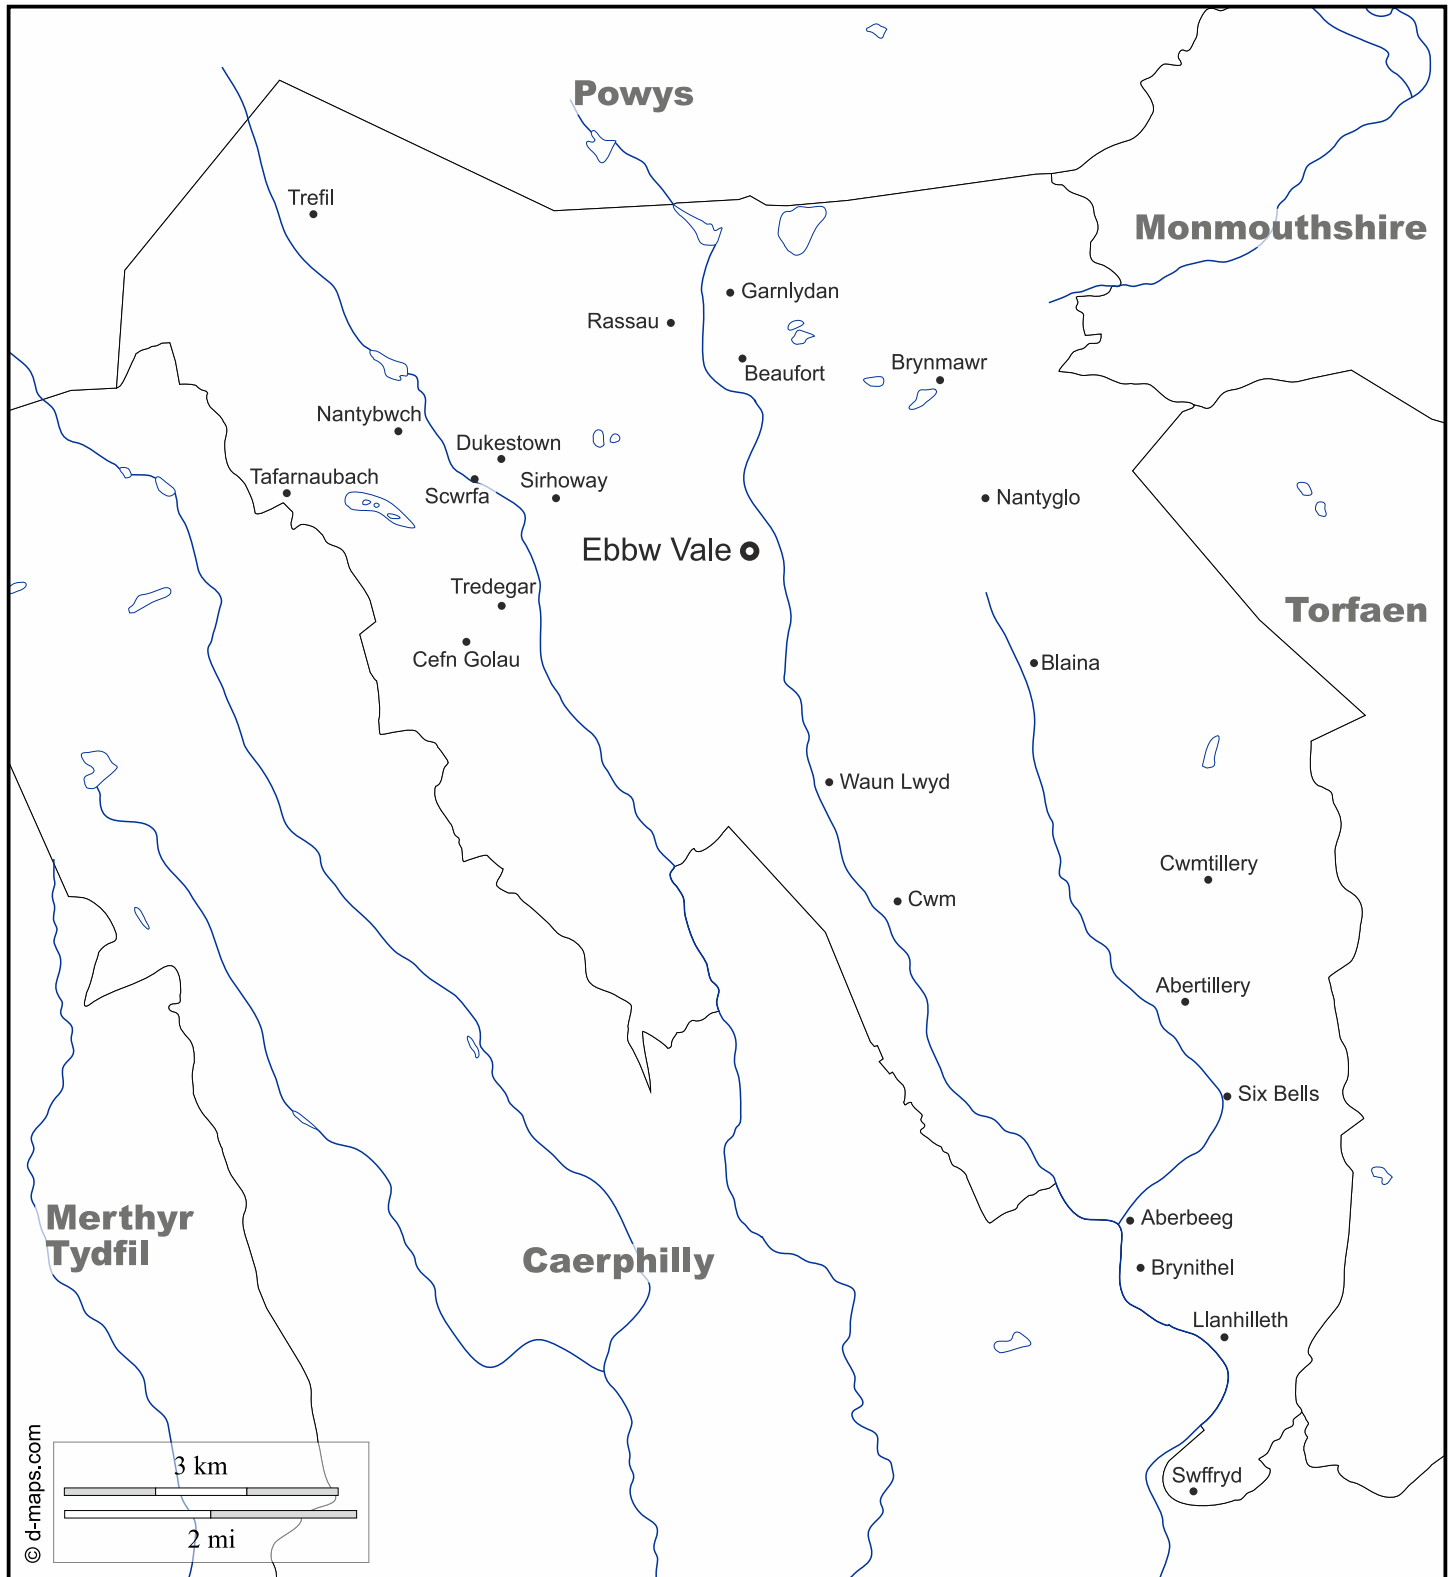 Powys
Trefil
Monmouthshire
Garnlydan
Rassau
Beaufort
Brynmawr
Nantybwch
Dukestown
Tafarnaubach
Sirhoway
Scwrfa
Nantyglo
Ebbw Vale
Tredegar
Torfaen
Cefn Golau
Blaina
Waun Lwyd
Cwmtillery
Cwm
Abertillery
Six Bells
Merthyr
Tydfil
Aberbeeg
Caerphilly
Brynithel
Llanhilleth
Swffryd
3 km
2 mi
© d-maps.com